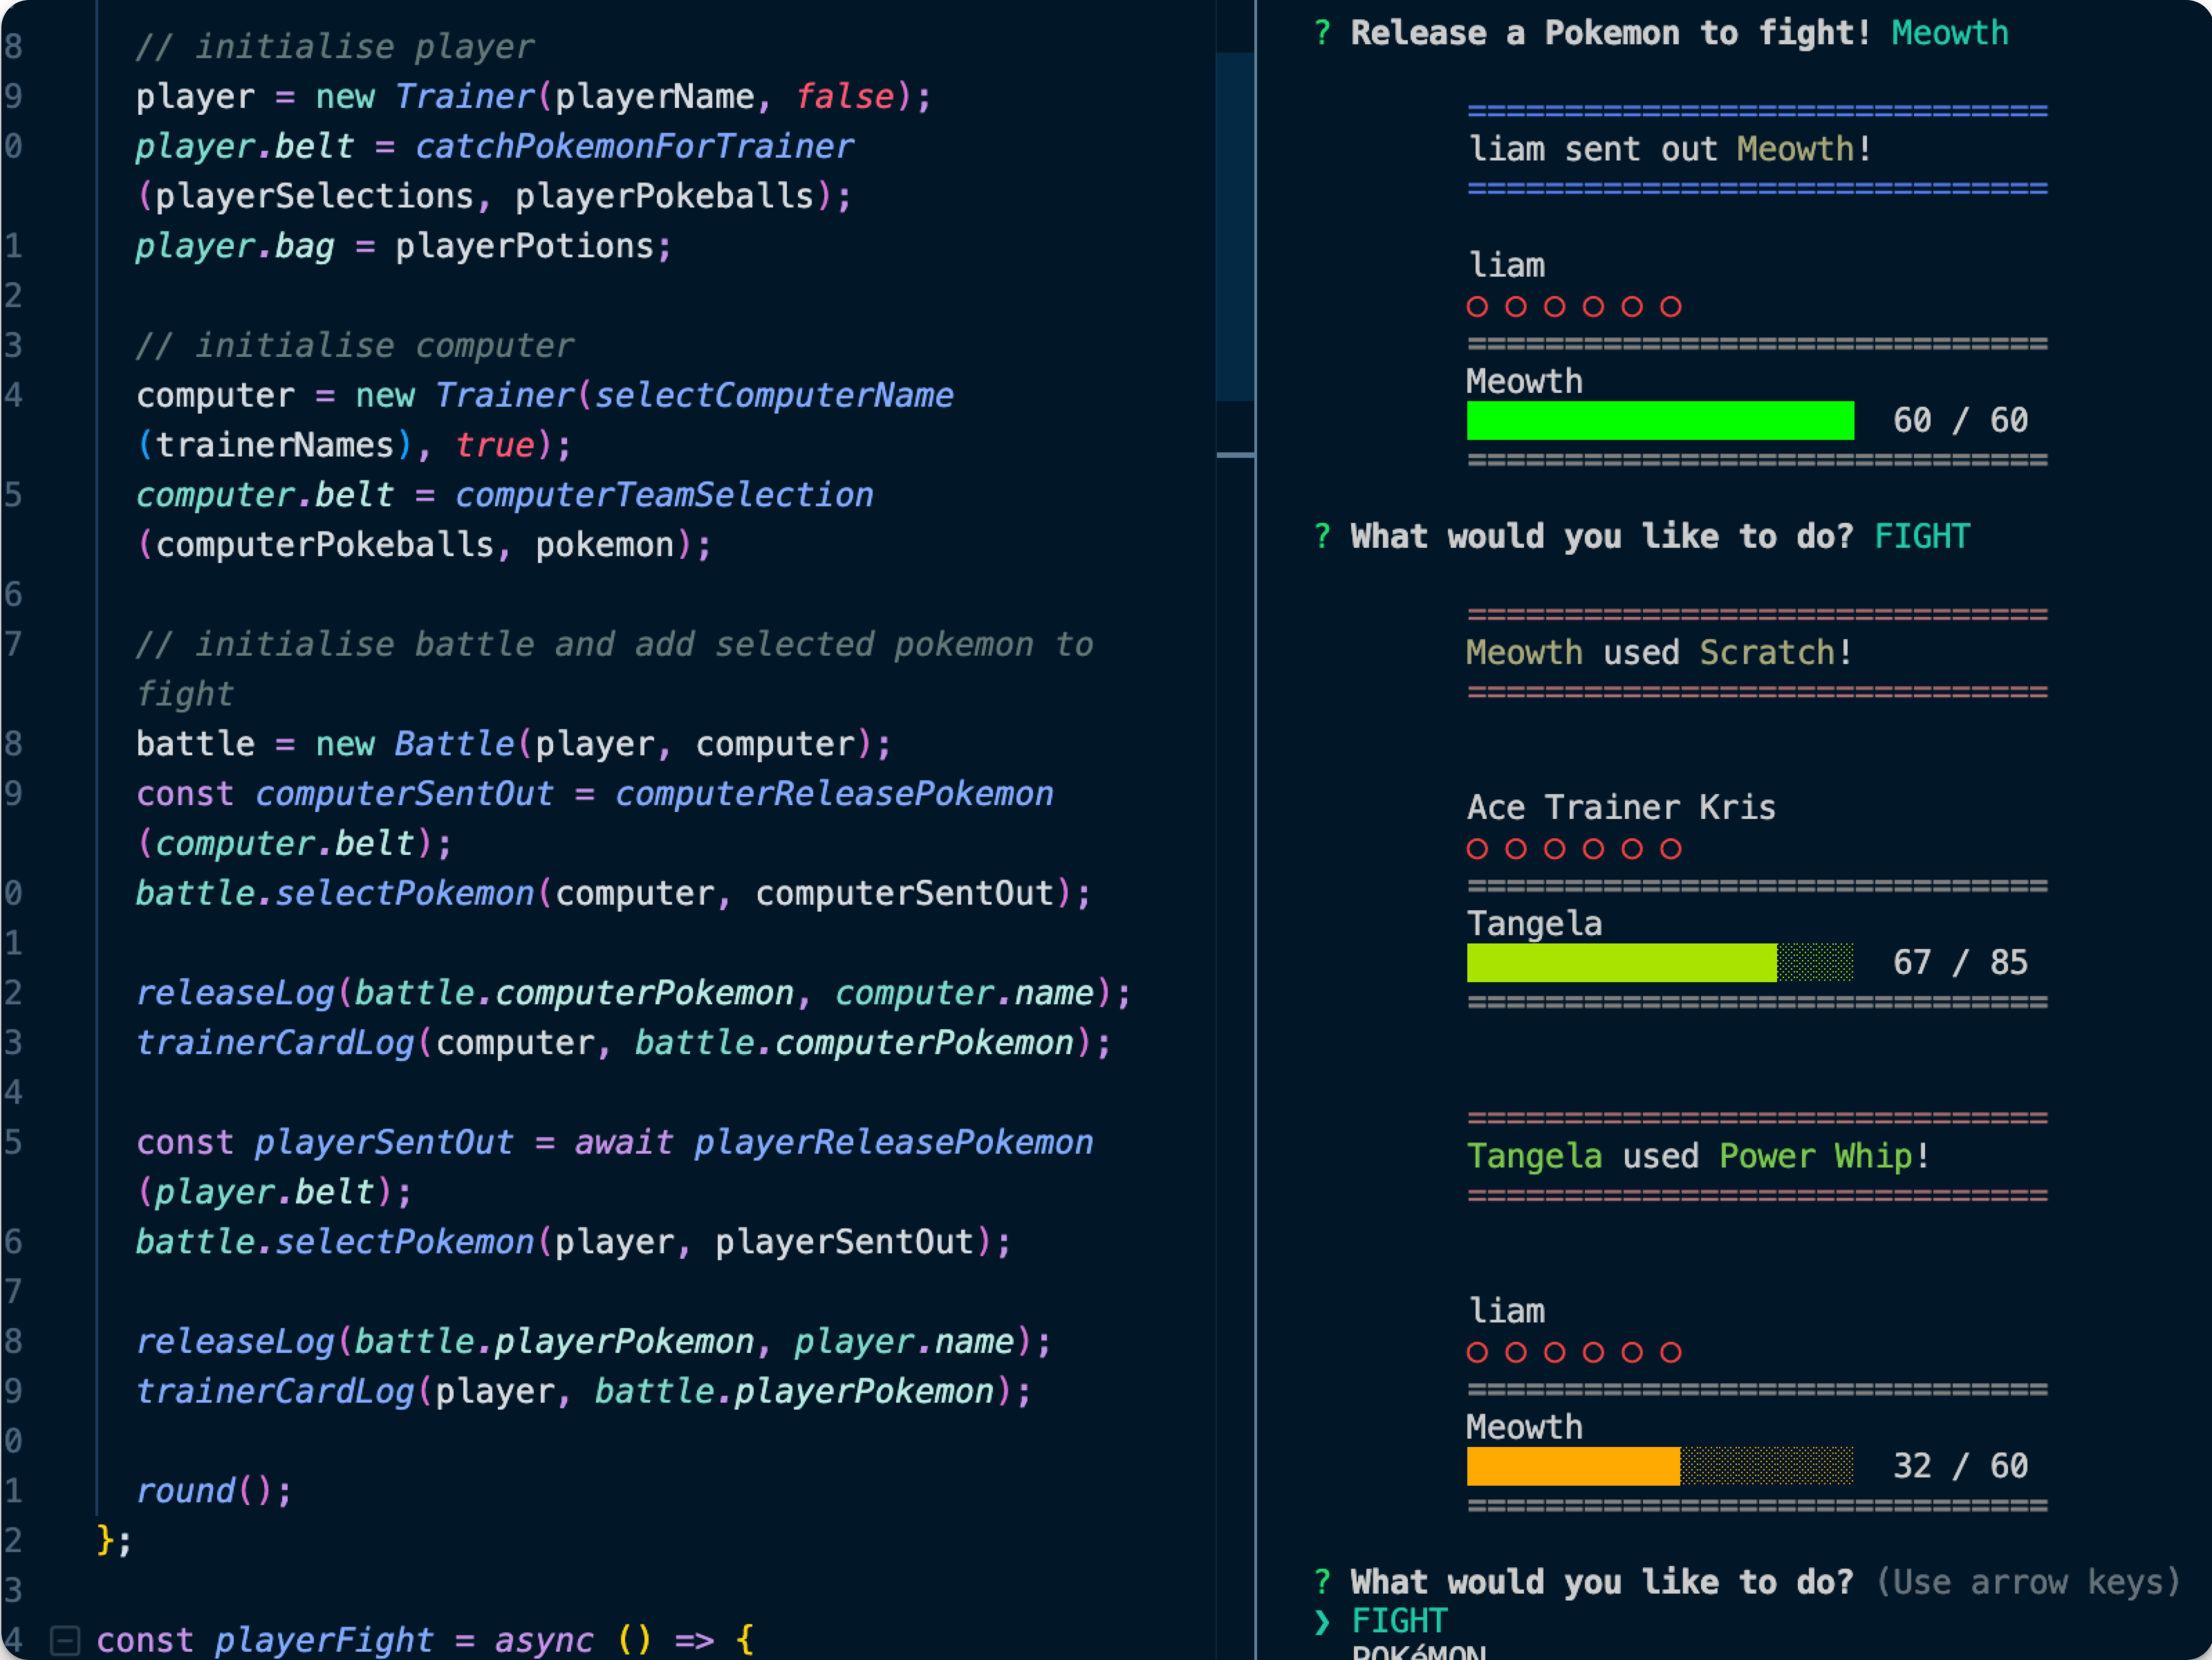 8 // initialise player
9 player = new Trainer(playerName, false);
0 player.belt = catchPokemonForTrainer
(playerSelections, playerPokeballs);
1 player.bag = playerPotions;
2
3 // initialise computer
4 computer = new Trainer(selectComputerName
(trainerNames), true);
5 computer.belt = computerTeamSelection
(computerPokeballs, pokemon);
6
7 // initialise battle and add selected pokemon to
fight
8 battle = new Battle(player, computer);
9 const computerSentOut = computerReleasePokemon
(computer.belt);
0 battle.selectPokemon(computer, computerSentOut);
1
2 releaseLog(battle.computerPokemon, computer.name);
3 trainerCardLog(computer, battle.computerPokemon);
4
5 const playerSentOut = await playerReleasePokemon
(player.belt);
6 battle.selectPokemon(player, playerSentOut);
7
8 releaseLog(battle.playerPokemon, player.name);
9 trainerCardLog(player, battle.playerPokemon);
0
1 round();
2 };
3
4 const playerFight = async () => {
? Release a Pokemon to fight! Meowth
==============================
liam sent out Meowth!
==============================
liam
○ ○ ○ ○ ○ ○
==============================
Meowth
60 / 60
==============================
? What would you like to do? FIGHT
==============================
Meowth used Scratch!
==============================
Ace Trainer Kris
○ ○ ○ ○ ○ ○
==============================
Tangela
67 / 85
==============================
==============================
Tangela used Power Whip!
==============================
liam
○ ○ ○ ○ ○ ○
==============================
Meowth
32 / 60
==============================
? What would you like to do? (Use arrow keys)
❯ FIGHT
POKéMON